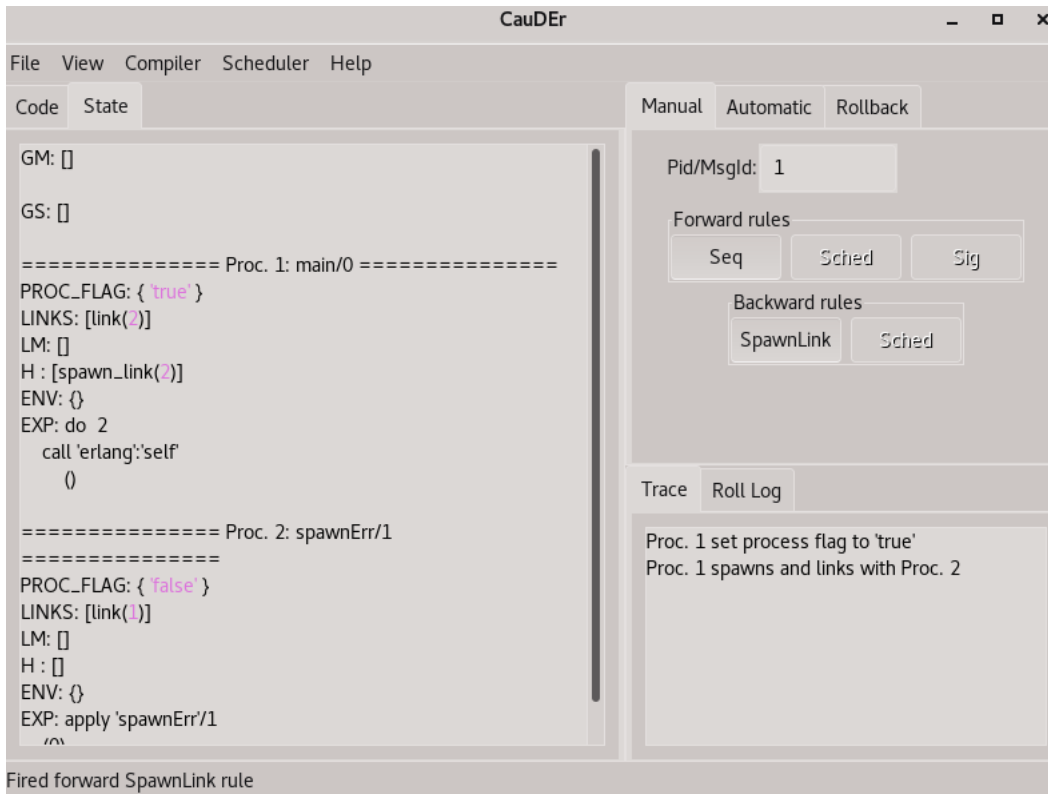 CauDEr
File View Compiler Scheduler Help
Code State
GM: []
GS: []
=============== Proc. 1: main/0 ===============
PROC_FLAG: { 'true' }
LINKS: [link(2)]
LM: []
H : [spawn_link(2)]
ENV: {}
EXP: do 2
call 'erlang':'self'
()
=============== Proc. 2: spawnErr/1
===============
PROC_FLAG: { 'false' }
LINKS: [link(1)]
LM: []
H : []
ENV: {}
EXP: apply 'spawnErr'/1
(0)
Manual Automatic Rollback
Pid/MsgId: 1
Forward rules
Seq Sched Sig
Backward rules
SpawnLink Sched
Trace Roll Log
Proc. 1 set process flag to 'true'
Proc. 1 spawns and links with Proc. 2
Fired forward SpawnLink rule